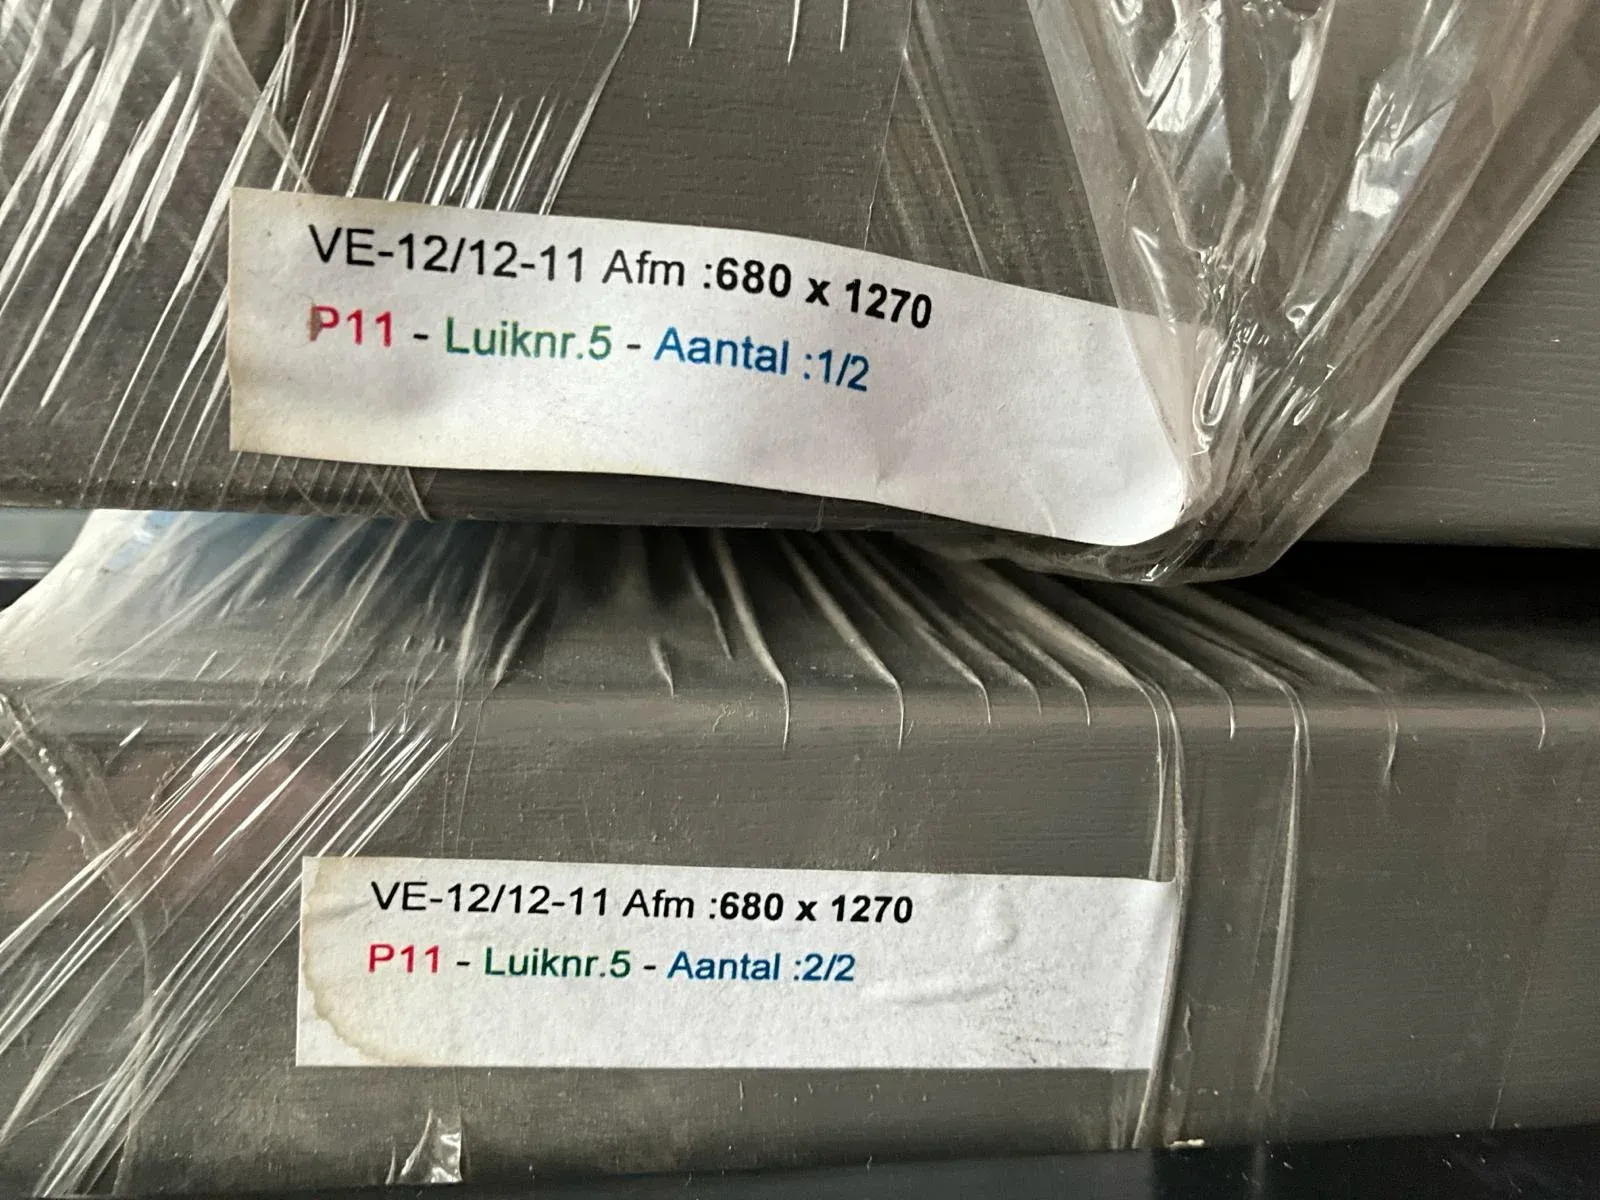 VE-12/12-11 Afm :680 x 1270
P11 - Luiknr.5 - Aantal :1/2
VE-12/12-11 Afm :680 x 1270
P11 - Luiknr.5 - Aantal :2/2